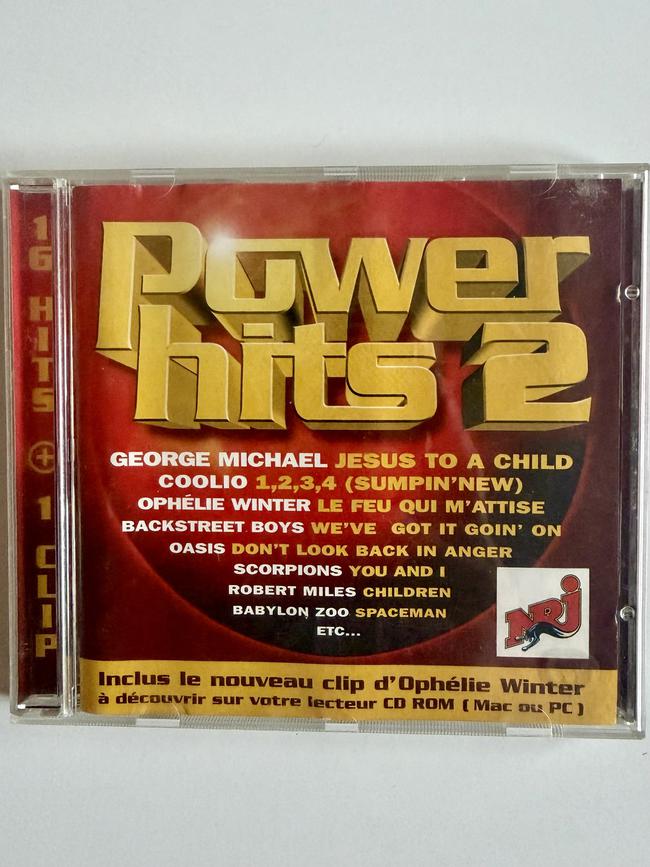 16 HITS + 1 CLIP
Power
hits 2
GEORGE MICHAEL JESUS TO A CHILD
COOLIO 1,2,3,4 (SUMPIN'NEW)
OPHÉLIE WINTER LE FEU QUI M'ATTISE
BACKSTREET BOYS WE'VE GOT IT GOIN' ON
OASIS DON'T LOOK BACK IN ANGER
SCORPIONS YOU AND I
ROBERT MILES CHILDREN
BABYLON ZOO SPACEMAN
ETC...
NRJ
Inclus le nouveau clip d'Ophélie Winter
à découvrir sur votre lecteur CD ROM (Mac ou PC)